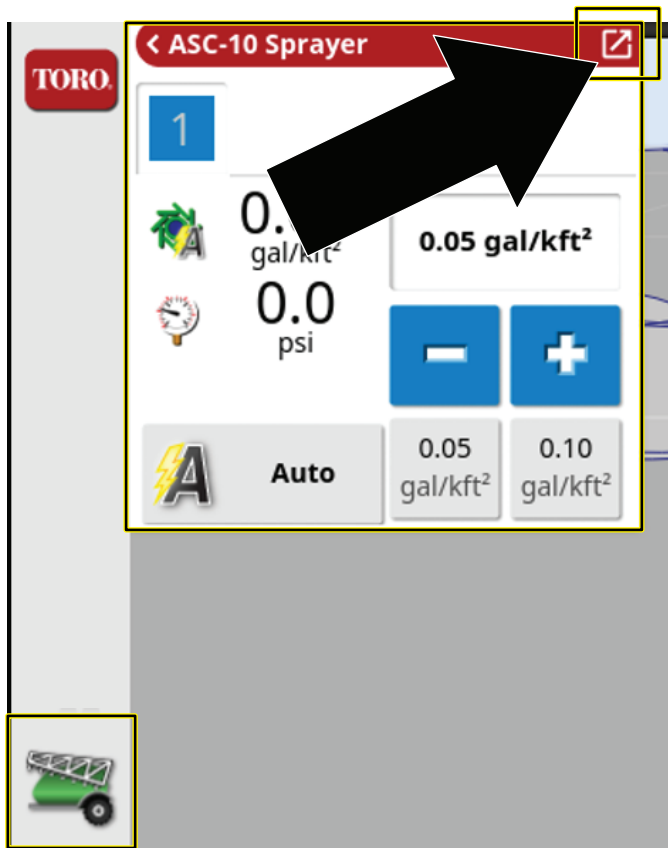 ASC-10 Sprayer
TORO.
1
gal/kft²
0.05 gal/kft²
0.0
psi
Auto
0.05
gal/kft²
0.10
gal/kft²